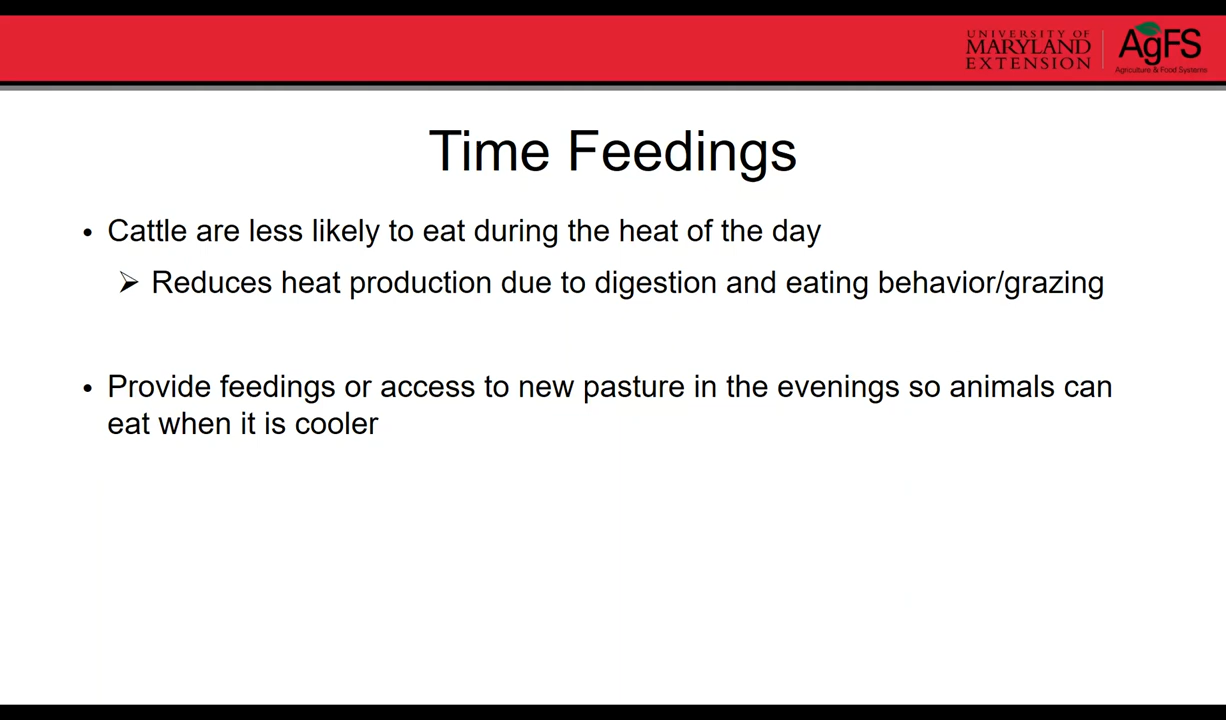 UNIVERSITY OF
MARYLAND
EXTENSION
AgFS
Agriculture & Food Systems
Time Feedings
• Cattle are less likely to eat during the heat of the day
➢ Reduces heat production due to digestion and eating behavior/grazing
• Provide feedings or access to new pasture in the evenings so animals can
eat when it is cooler